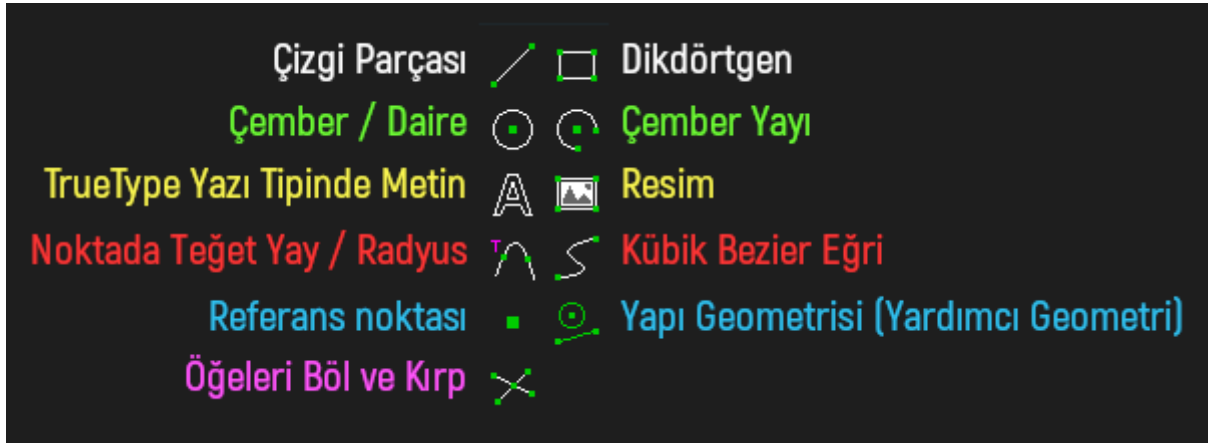 Çizgi Parçası Dikdörtgen
Çember / Daire Çember Yayı
TrueType Yazı Tipinde Metin Resim
Noktada Teğet Yay / Radyus Kübik Bezier Eğri
Referans noktası Yapı Geometrisi (Yardımcı Geometri)
Öğeleri Böl ve Kırp